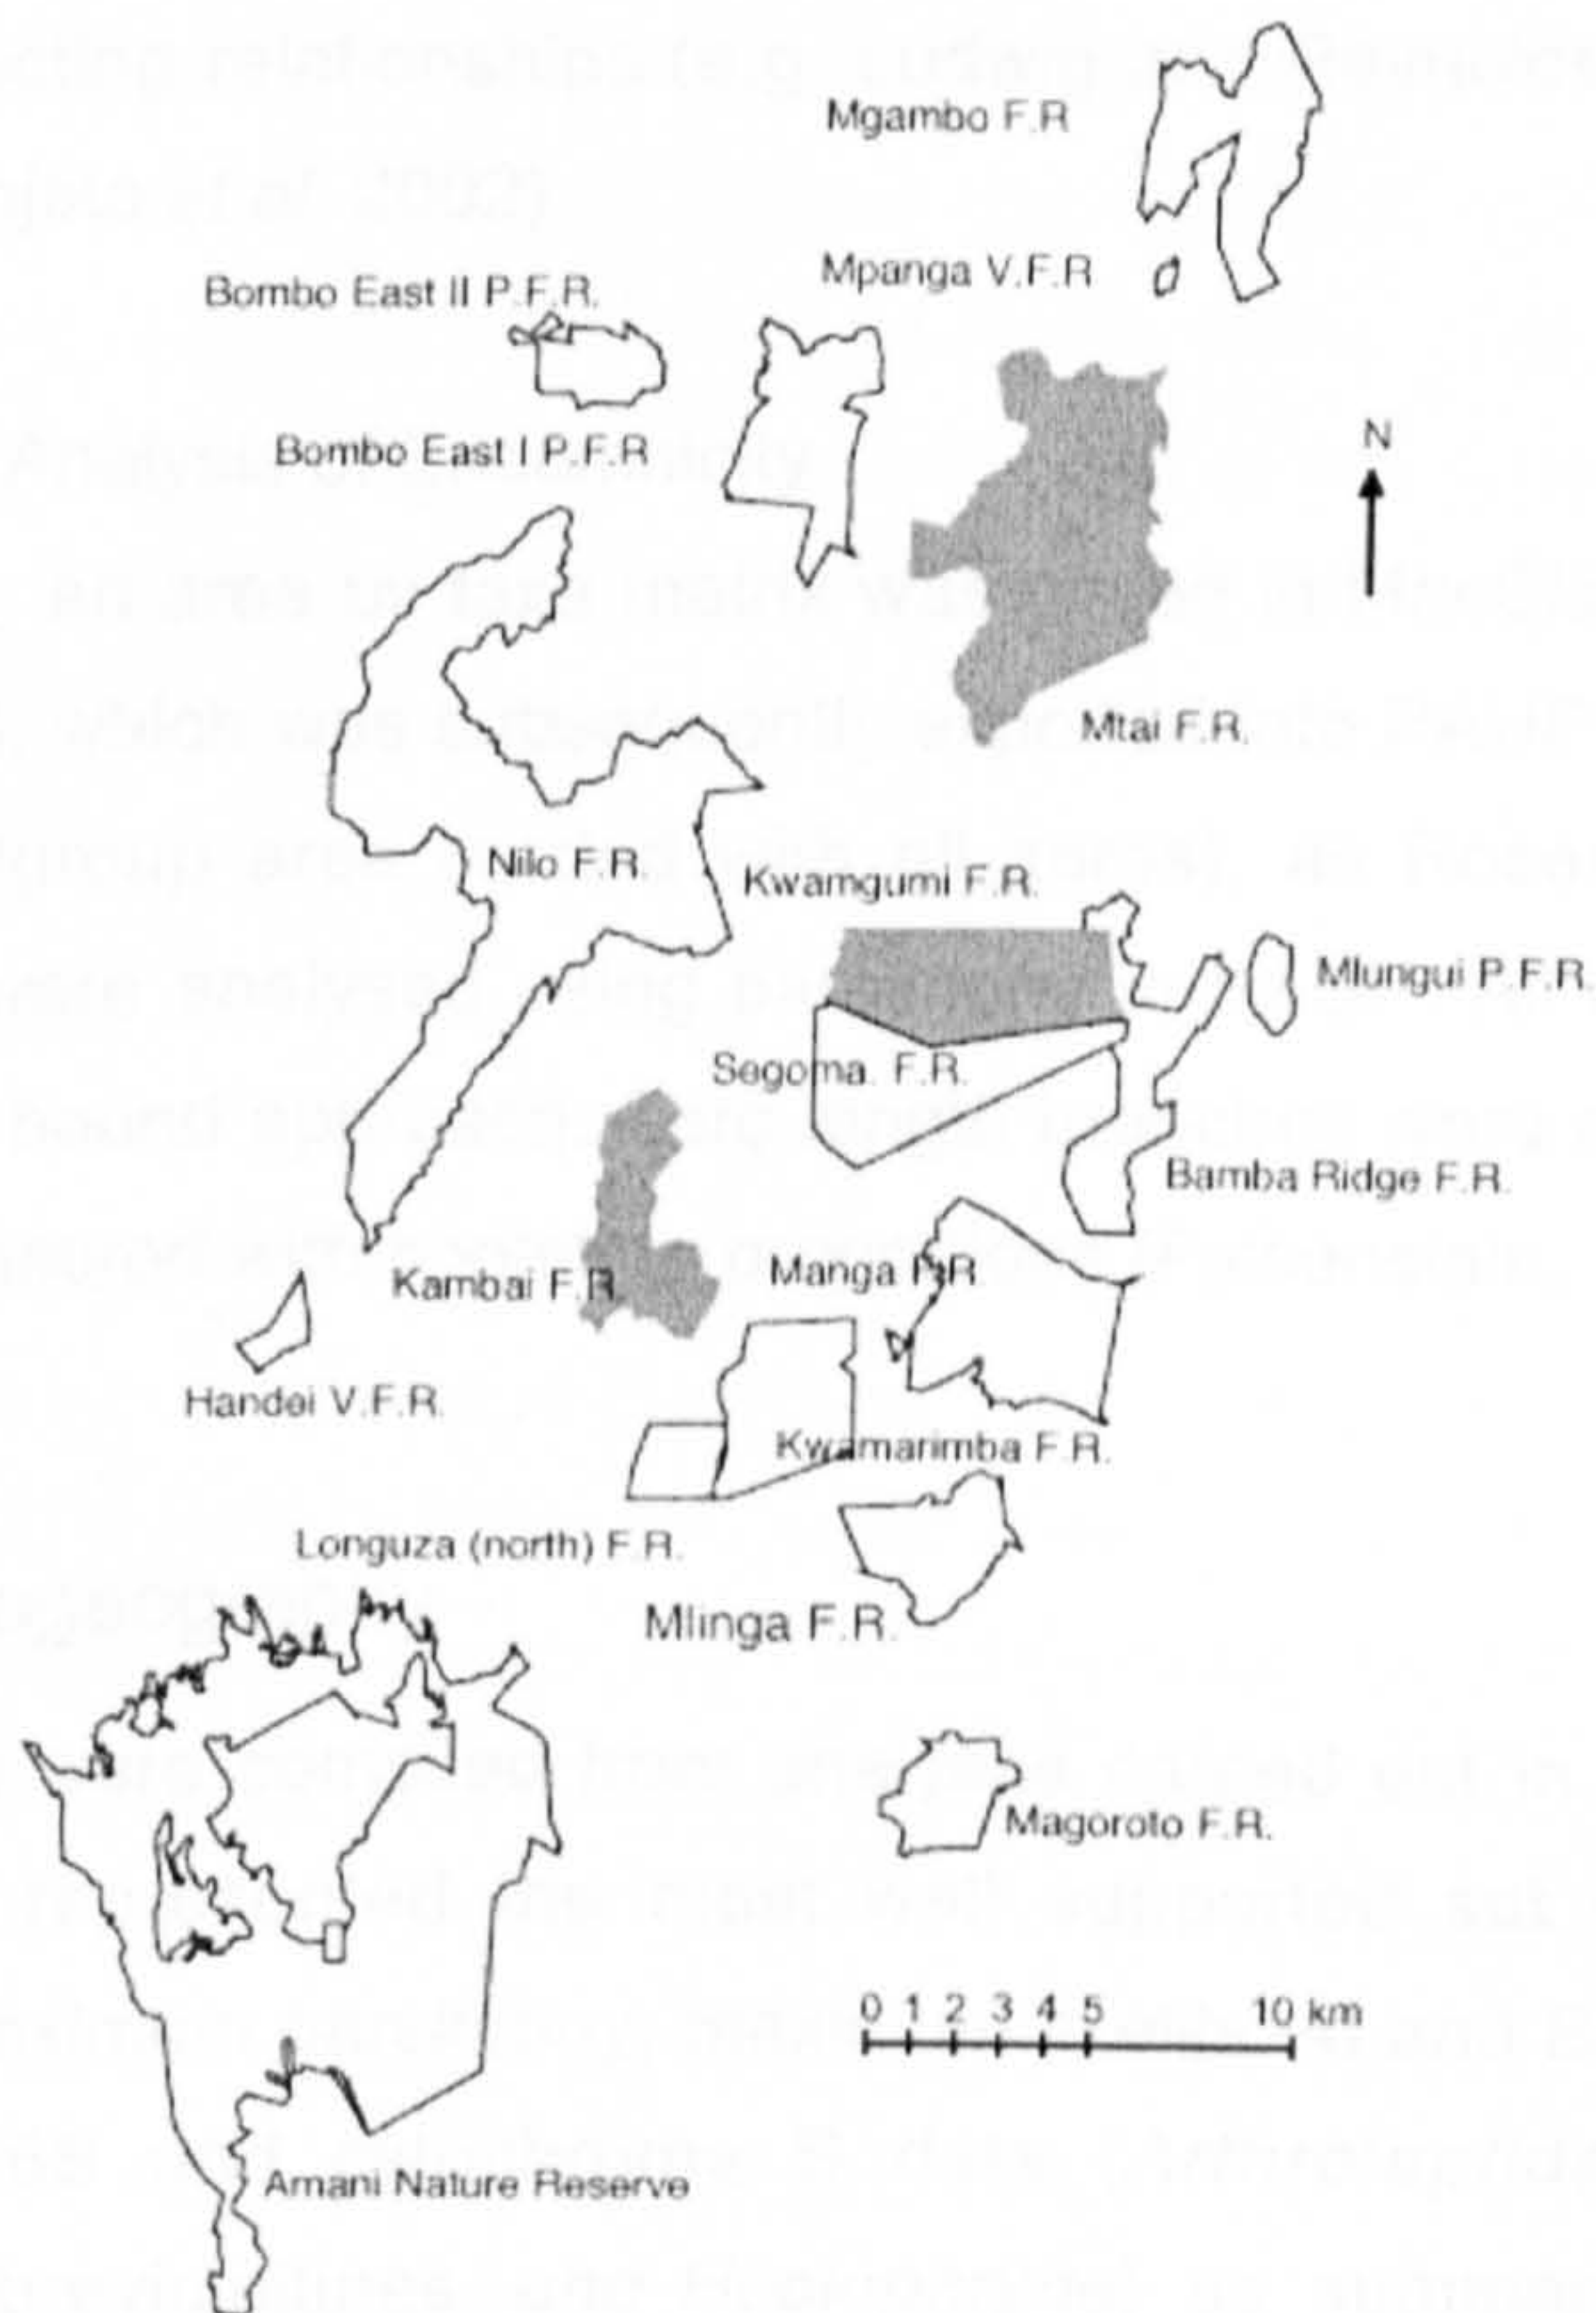 Mgambo F.R
Mpanga V.F.R
Bombo East II P.F.R.
Bombo East I P.F.R
N
Mtai F.R.
Nilo F.R.
Kwamgumi F.R.
Mlungui P.F.R.
Segoma. F.R.
Bamba Ridge F.R.
Kambai F.R.
Manga F.R
Handei V.F.R.
Kwamarimba F.R.
Longuza (north) F.R.
Mlinga F.R.
Magoroto F.R.
0 1 2 3 4 5 10 km
Amani Nature Reserve